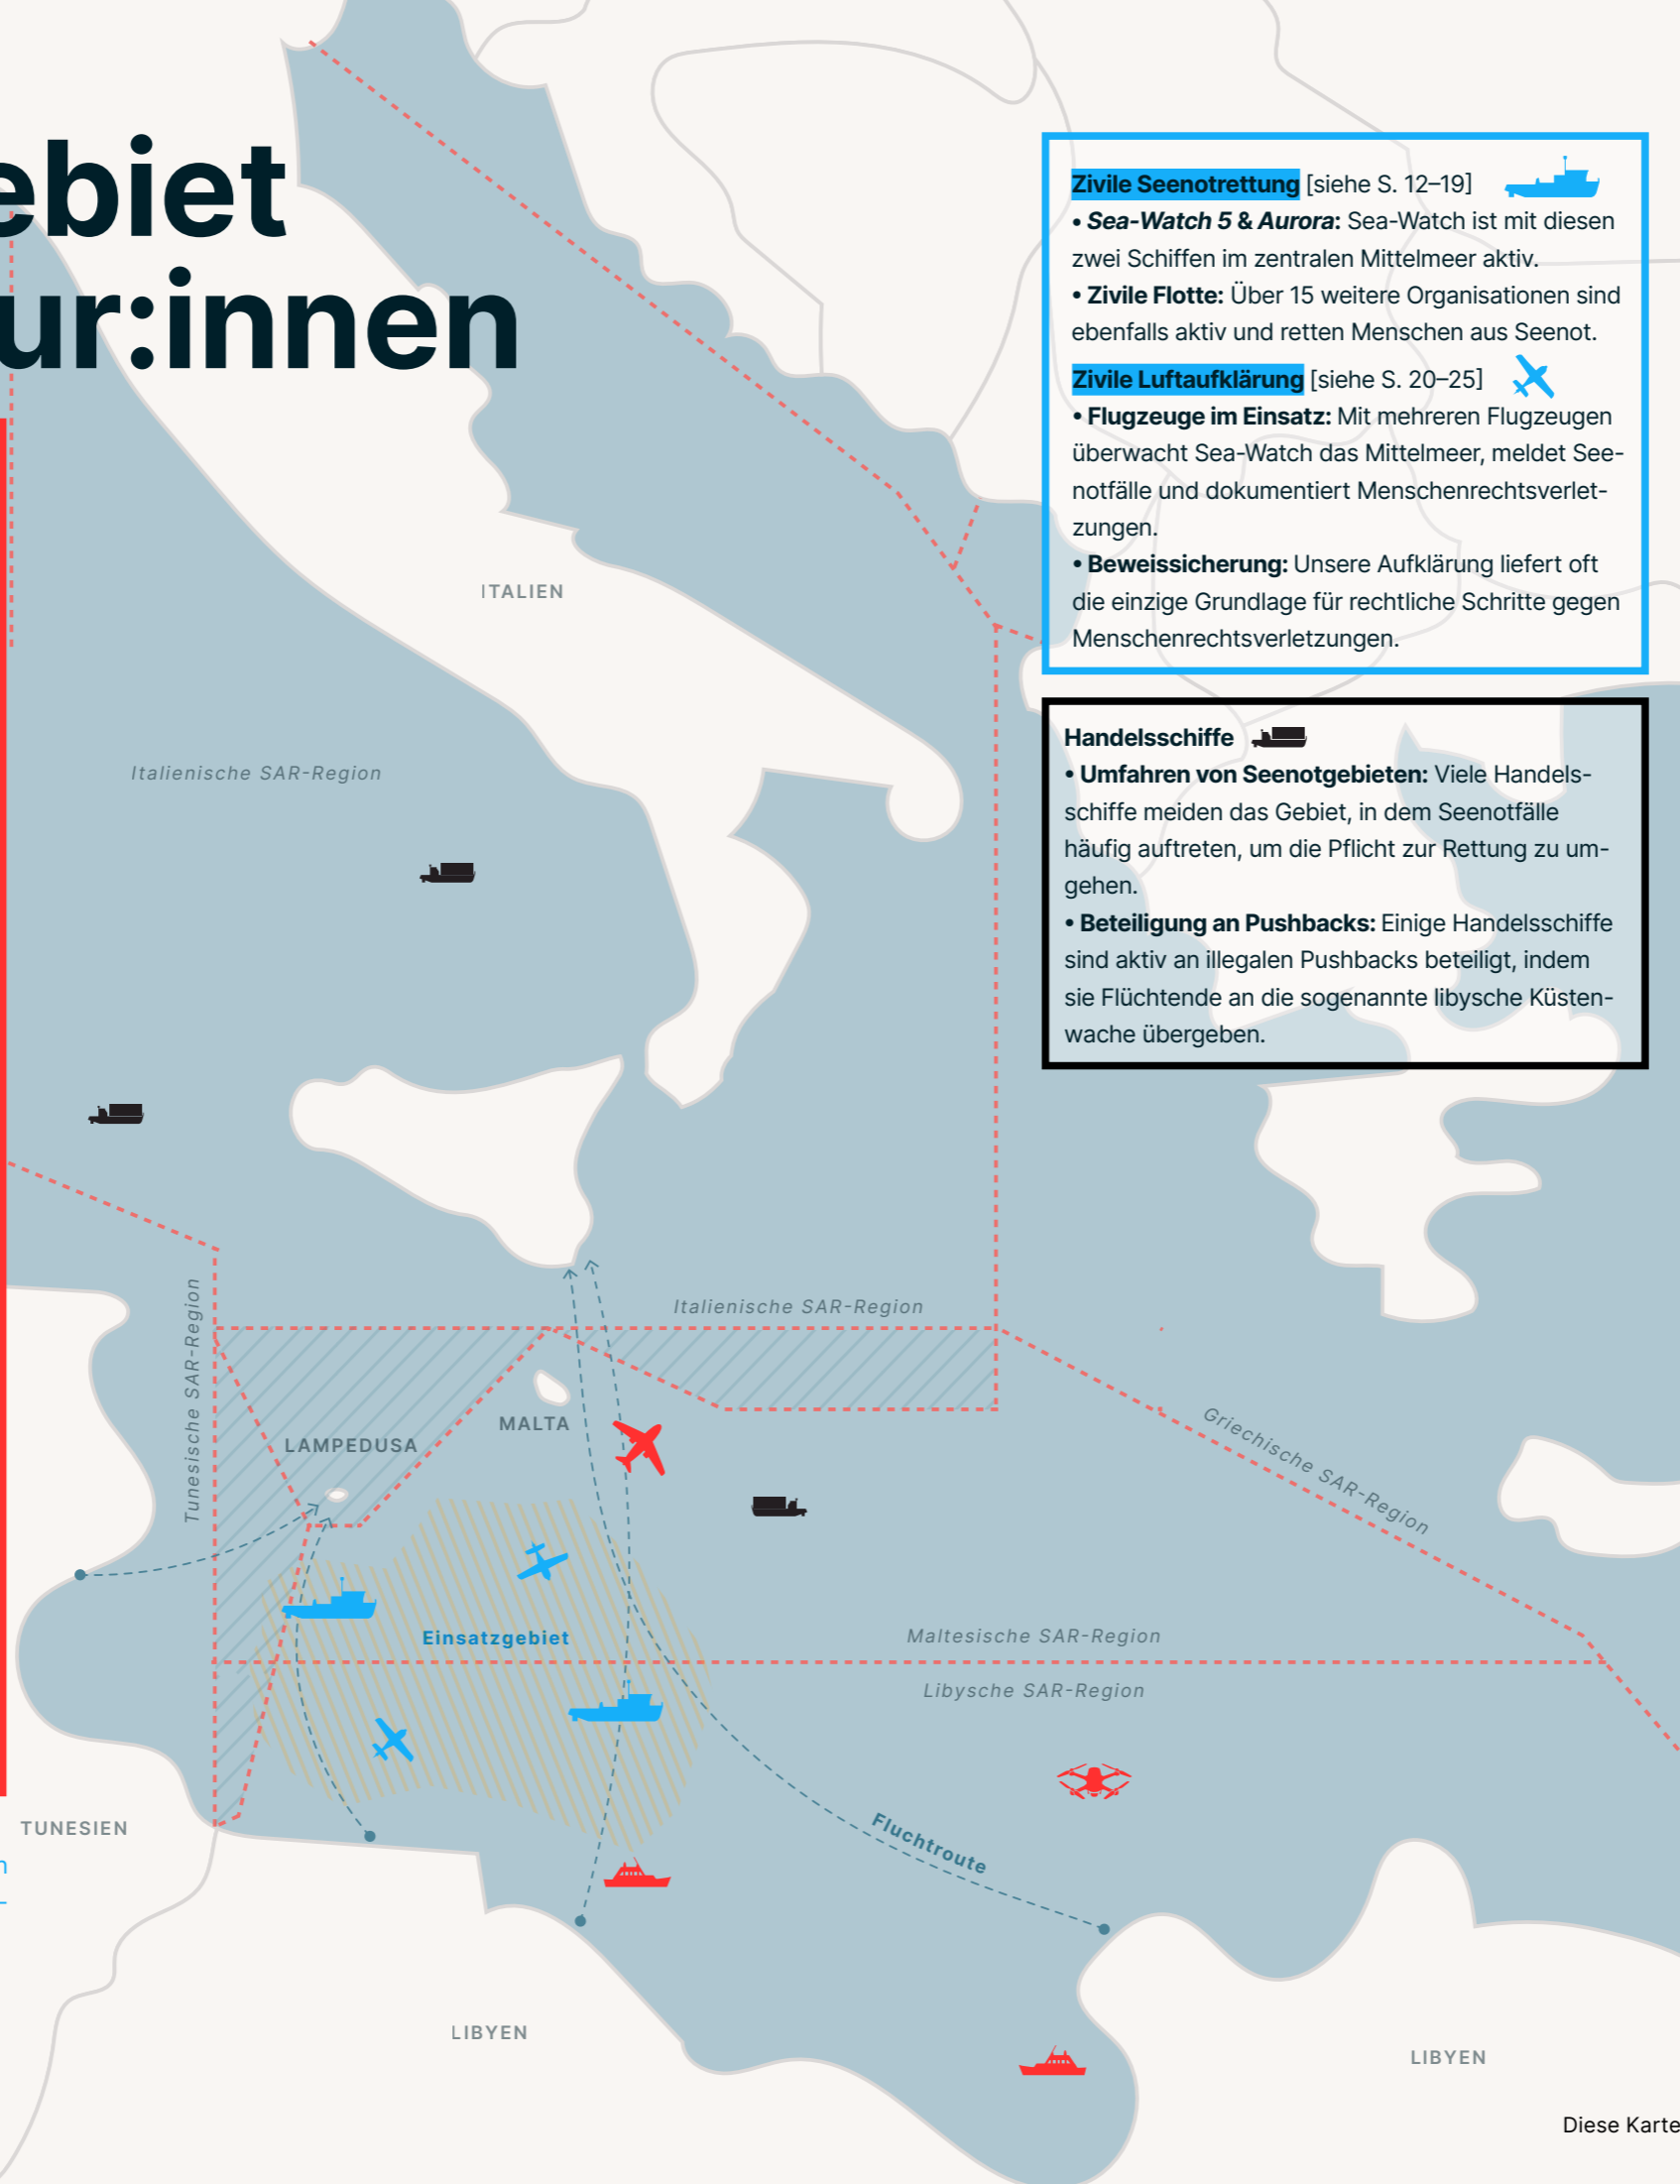 ebiet
ur:innen
Zivile Seenotrettung [siehe S. 12–19]
• Sea-Watch 5 & Aurora: Sea-Watch ist mit diesen
zwei Schiffen im zentralen Mittelmeer aktiv.
• Zivile Flotte: Über 15 weitere Organisationen sind
ebenfalls aktiv und retten Menschen aus Seenot.
Zivile Luftaufklärung [siehe S. 20–25]
• Flugzeuge im Einsatz: Mit mehreren Flugzeugen
überwacht Sea-Watch das Mittelmeer, meldet See-
notfälle und dokumentiert Menschenrechtsverlet-
zungen.
• Beweissicherung: Unsere Aufklärung liefert oft
die einzige Grundlage für rechtliche Schritte gegen
Menschenrechtsverletzungen.
Handelsschiffe
• Umfahren von Seenotgebieten: Viele Handels-
schiffe meiden das Gebiet, in dem Seenotfälle
häufig auftreten, um die Pflicht zur Rettung zu um-
gehen.
• Beteiligung an Pushbacks: Einige Handelsschiffe
sind aktiv an illegalen Pushbacks beteiligt, indem
sie Flüchtende an die sogenannte libysche Küsten-
wache übergeben.
ITALIEN
Italienische SAR-Region
Italienische SAR-Region
Tunesische SAR-Region
MALTA
LAMPEDUSA
Griechische SAR-Region
Einsatzgebiet
Maltesische SAR-Region
Libysche SAR-Region
Fluchtroute
TUNESIEN
n
–
LIBYEN
LIBYEN
Diese Karte